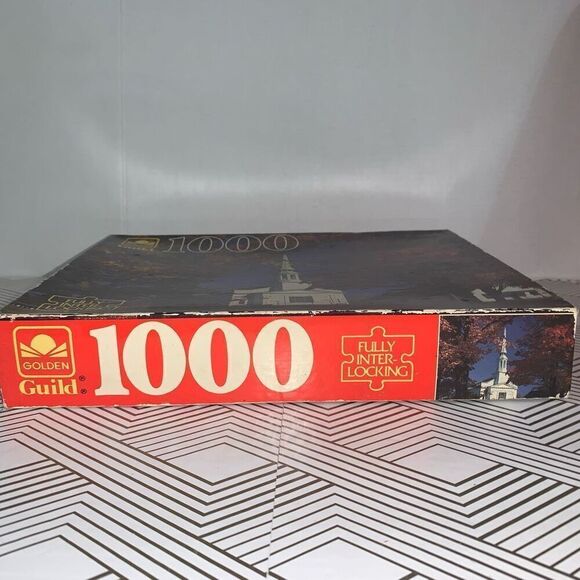 1000
GOLDEN
Guild®
1000
FULLY
INTER-
LOCKING